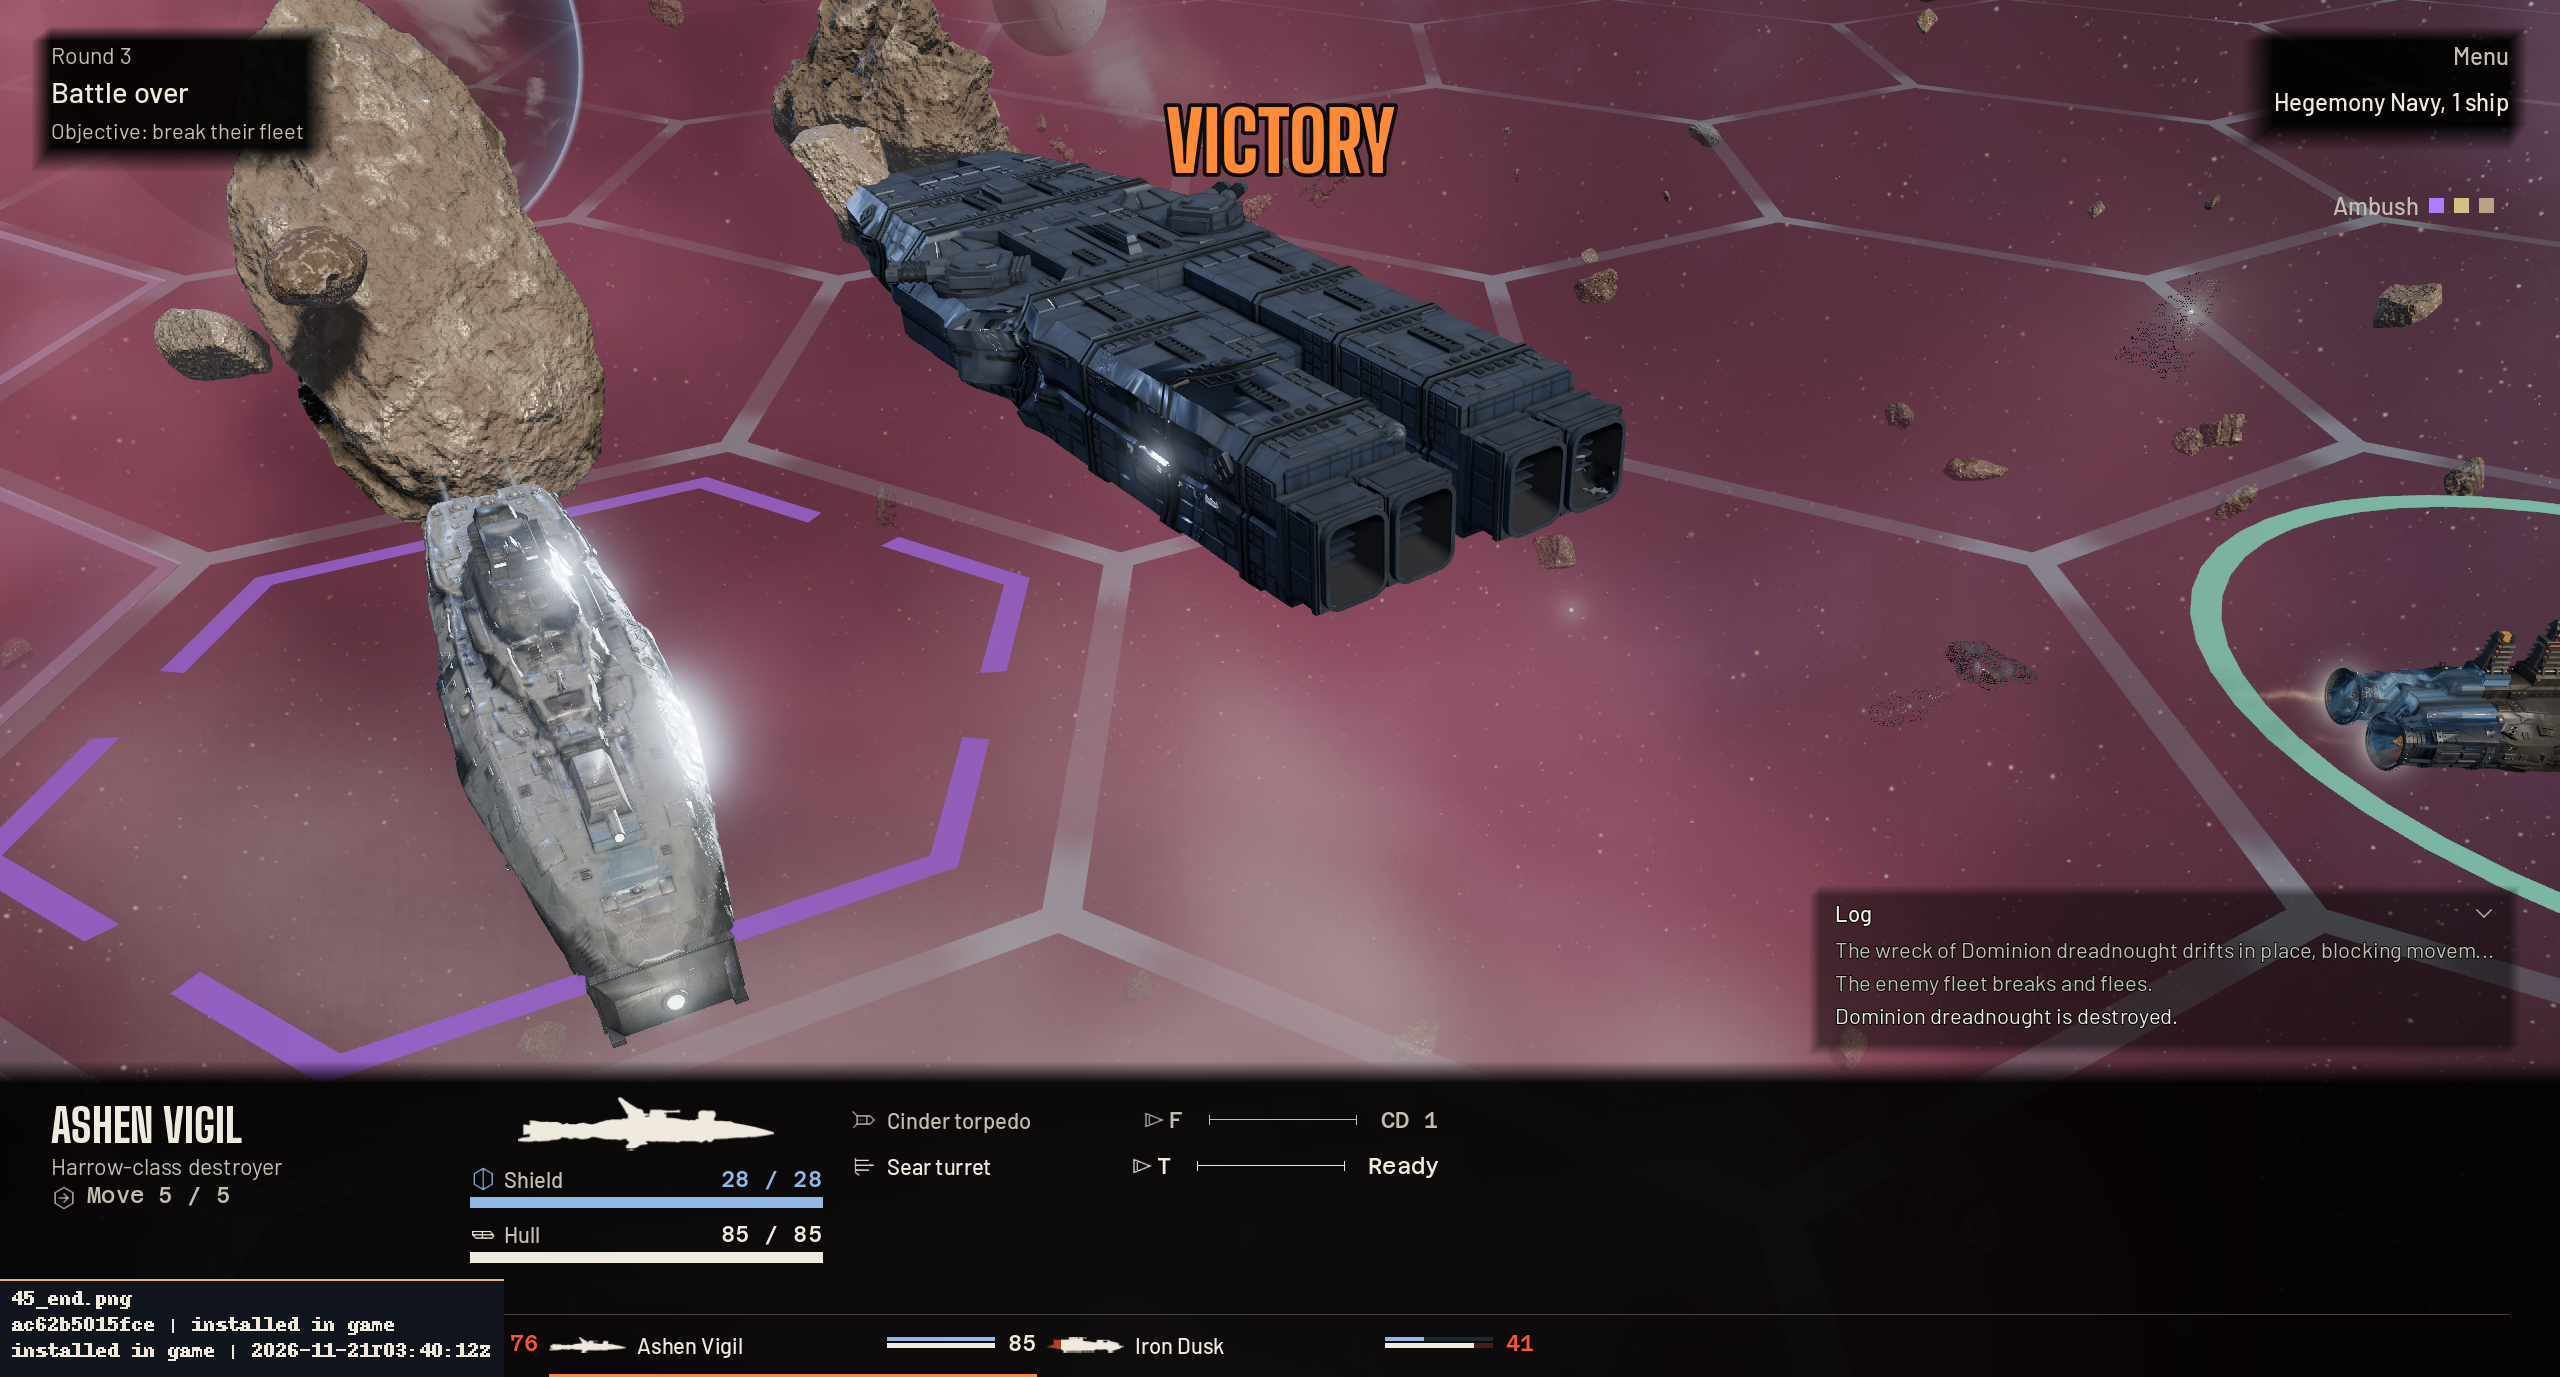 Round 3
Battle over
Objective: break their fleet
VICTORY
Menu
Hegemony Navy, 1 ship
Ambush
Log
The wreck of Dominion dreadnought drifts in place, blocking movem...
The enemy fleet breaks and flees.
Dominion dreadnought is destroyed.
ASHEN VIGIL
Harrow-class destroyer
Move 5 / 5
Shield 28 / 28
Hull 85 / 85
Cinder torpedo F CD 1
Sear turret T Ready
45_end.png
ac62b5015fce | installed in game
installed in game | 2026-11-21T03:40:12Z
76 Ashen Vigil 85 Iron Dusk 41